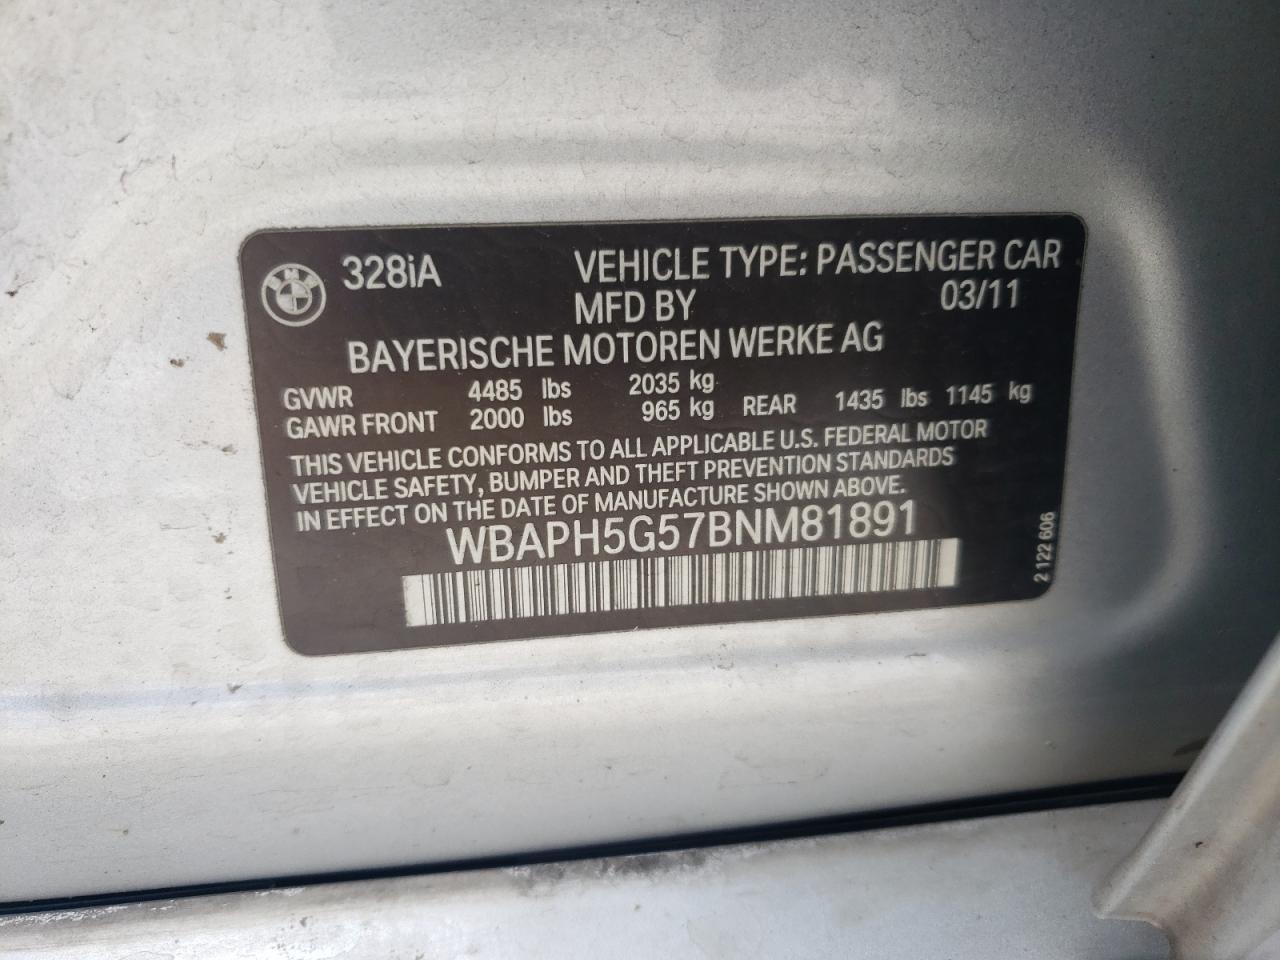 328iA VEHICLE TYPE: PASSENGER CAR
MFD BY 03/11
BAYERISCHE MOTOREN WERKE AG
GVWR 4485 lbs 2035 kg
GAWR FRONT 2000 lbs 965 kg REAR 1435 lbs 1145 kg
THIS VEHICLE CONFORMS TO ALL APPLICABLE U.S. FEDERAL MOTOR
VEHICLE SAFETY, BUMPER AND THEFT PREVENTION STANDARDS
IN EFFECT ON THE DATE OF MANUFACTURE SHOWN ABOVE.
WBAPH5G57BNM81891
2 122 606